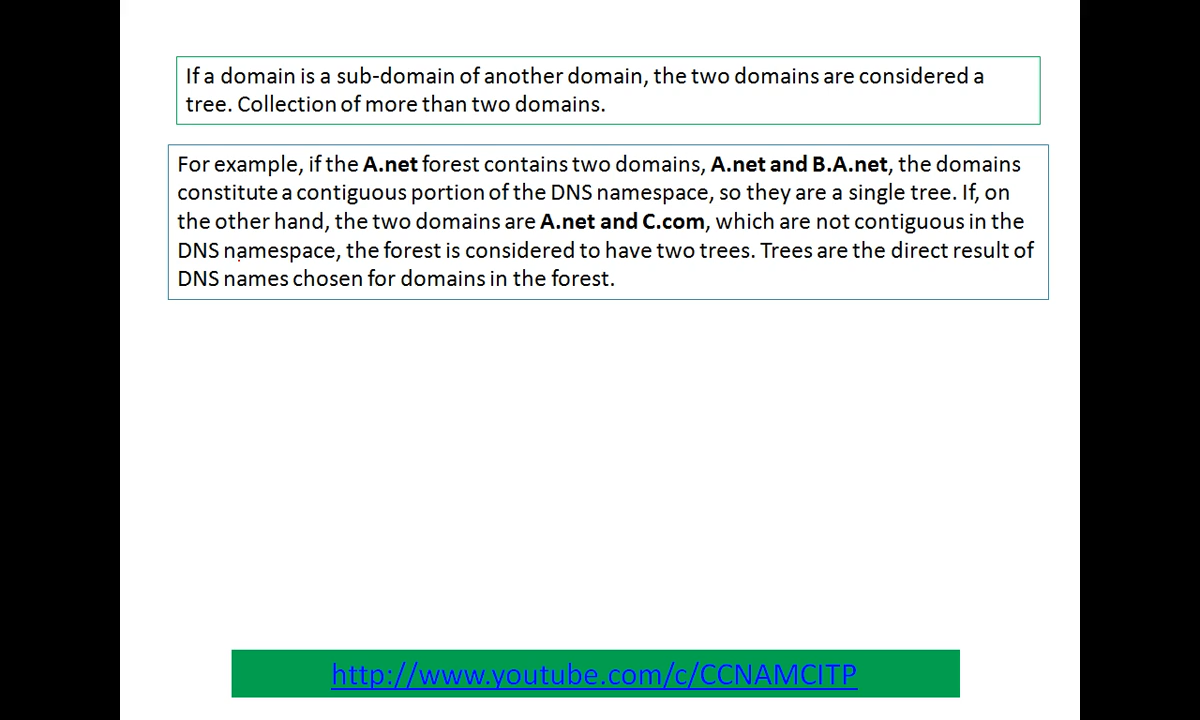 If a domain is a sub-domain of another domain, the two domains are considered a
tree. Collection of more than two domains.
For example, if the A.net forest contains two domains, A.net and B.A.net, the domains
constitute a contiguous portion of the DNS namespace, so they are a single tree. If, on
the other hand, the two domains are A.net and C.com, which are not contiguous in the
DNS namespace, the forest is considered to have two trees. Trees are the direct result of
DNS names chosen for domains in the forest.
http://www.youtube.com/c/CCNAMCITP